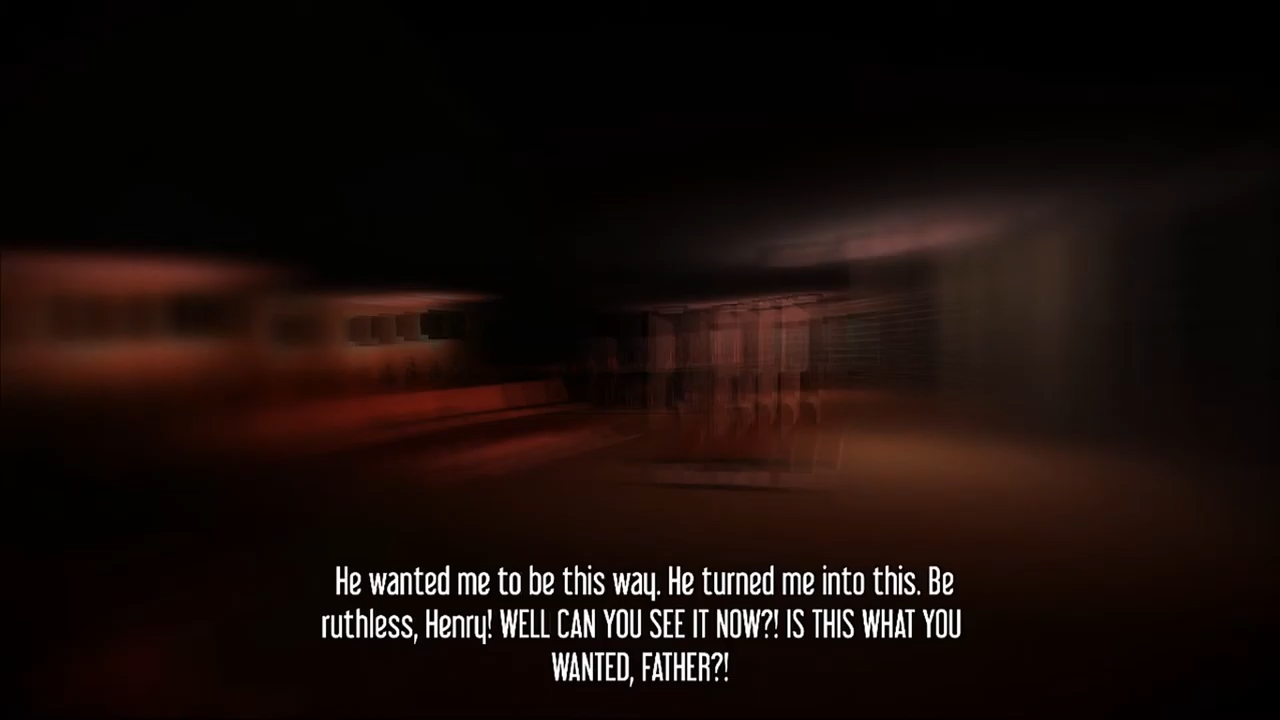 He wanted me to be this way. He turned me into this. Be
ruthless, Henry! WELL CAN YOU SEE IT NOW?! IS THIS WHAT YOU
WANTED, FATHER?!